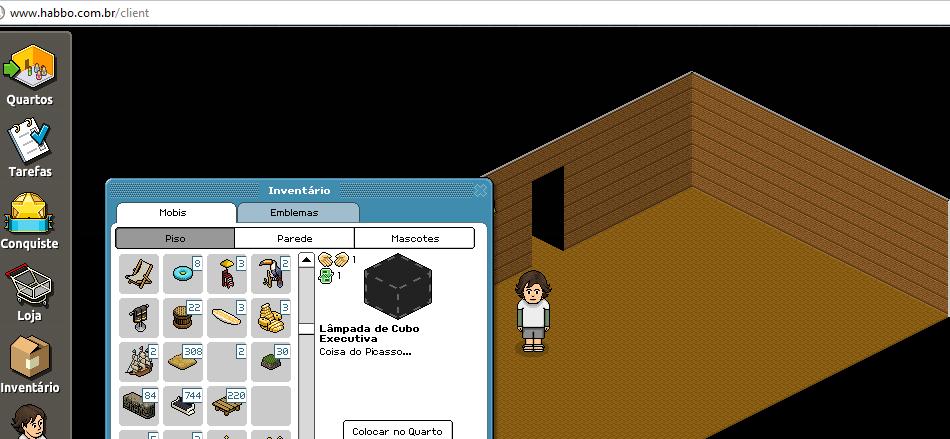 www.habbo.com.br/client
Quartos
Tarefas
Conquiste
Loja
Inventário
Inventário
Mobis
Emblemas
Piso
Parede
Mascotes
8
3
2
22
3
3
2
308
2
30
84
744
220
1
1
Lâmpada de Cubo
Executiva
Coisa do Picasso...
Colocar no Quarto